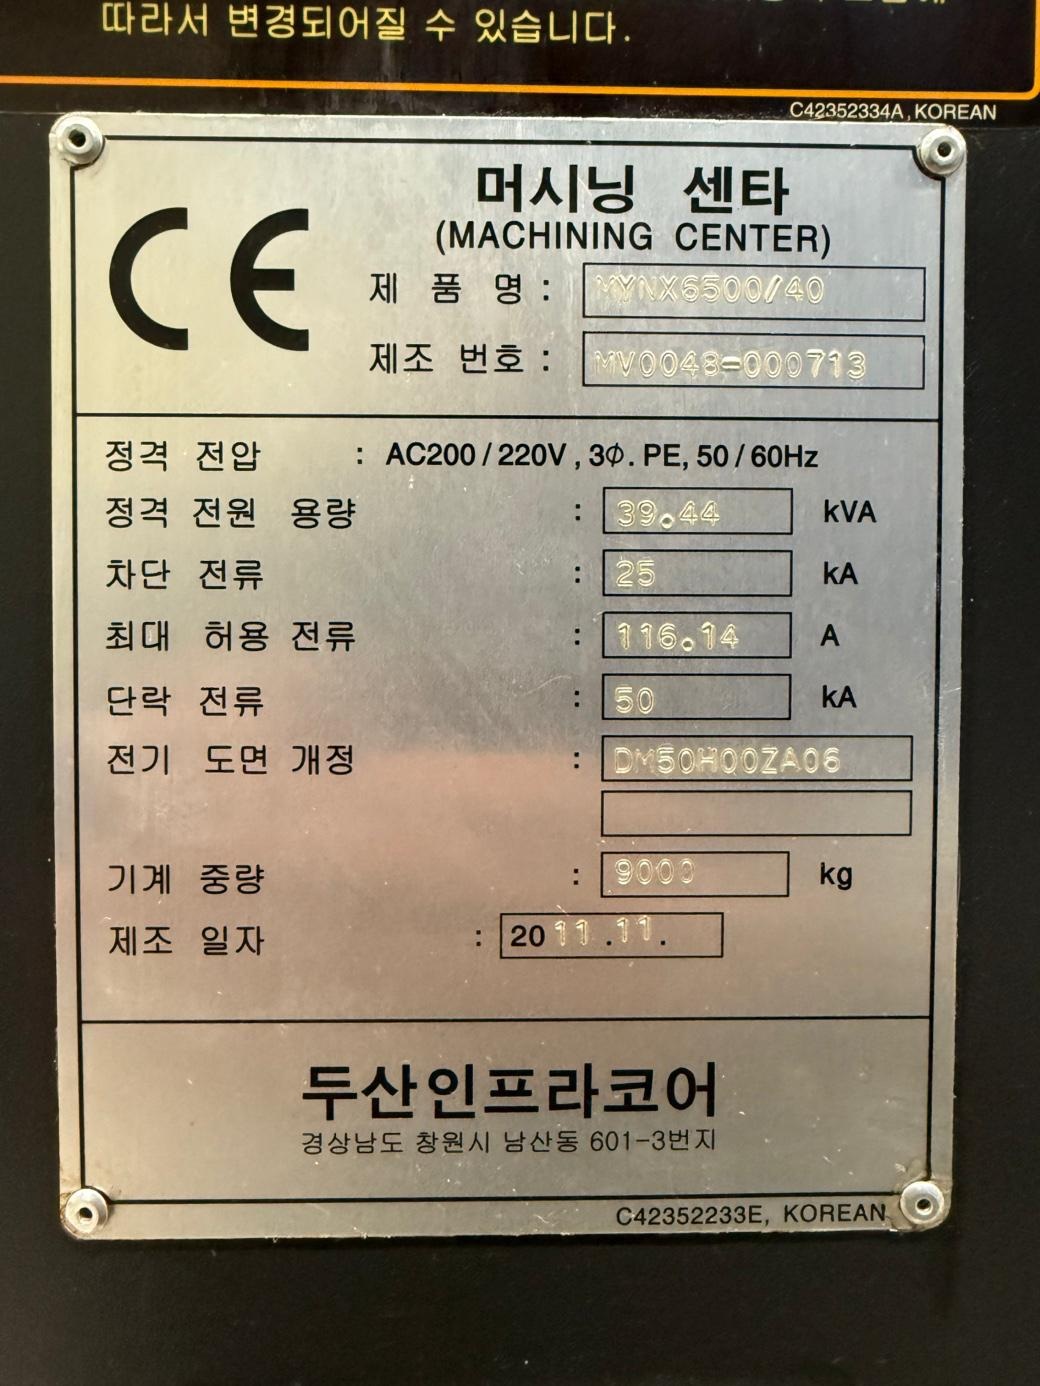 따라서 변경되어질 수 있습니다.
C42352334A, KOREAN
CE
머시닝 센타
(MACHINING CENTER)
제 품 명 : MYNX6500/40
제조 번호 : MV0048-000713
정격 전압 : AC200/220V, 3Φ. PE, 50/60Hz
정격 전원 용량 : 39.44 kVA
차단 전류 : 25 kA
최대 허용 전류 : 116.14 A
단락 전류 : 50 kA
전기 도면 개정 : DM50H00ZA06
기계 중량 : 9000 kg
제조 일자 : 2011.11.
두산인프라코어
경상남도 창원시 남산동 601-3번지
C42352233E, KOREAN